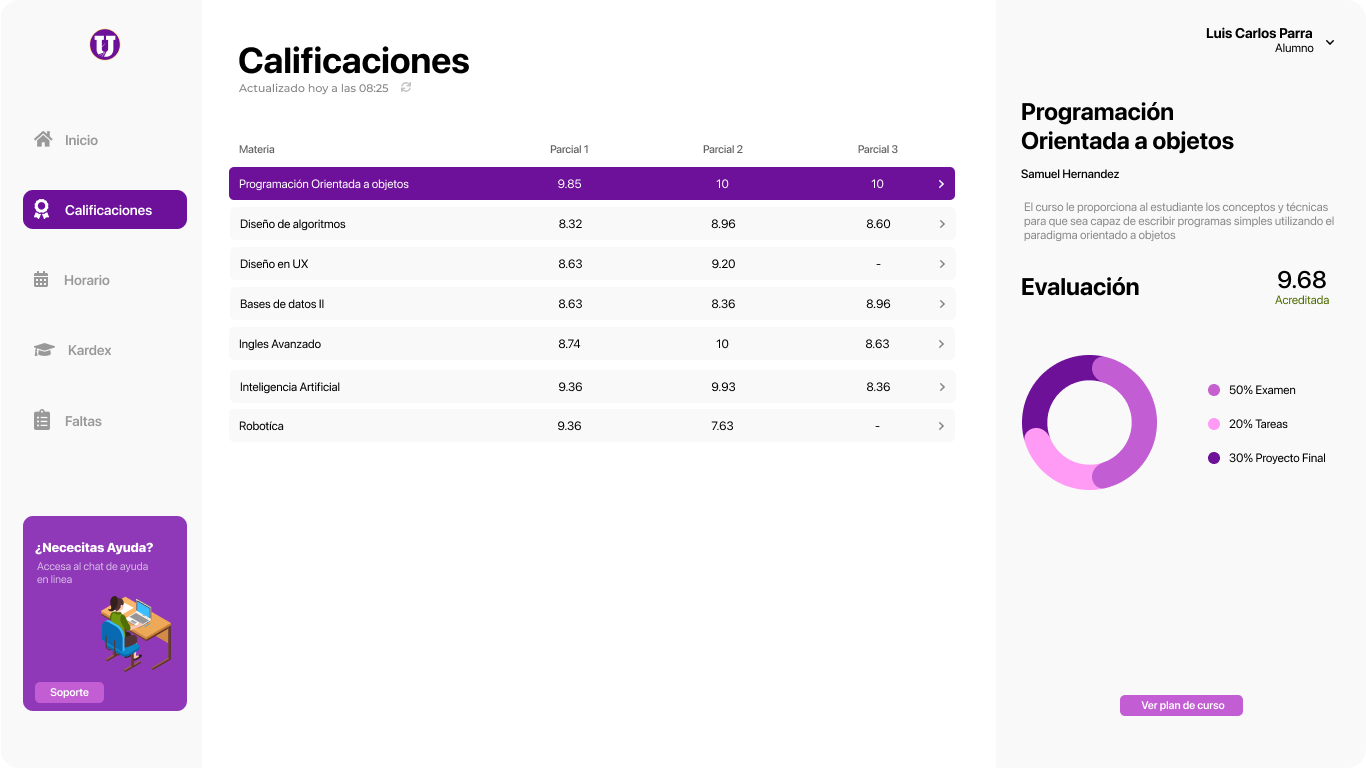 Inicio
Calificaciones
Horario
Kardex
Faltas
¿Nececitas Ayuda?
Accesa al chat de ayuda
en linea
Soporte
Calificaciones
Actualizado hoy a las 08:25
Materia Parcial 1 Parcial 2 Parcial 3
Programación Orientada a objetos 9.85 10 10
Diseño de algoritmos 8.32 8.96 8.60
Diseño en UX 8.63 9.20 -
Bases de datos II 8.63 8.36 8.96
Ingles Avanzado 8.74 10 8.63
Inteligencia Artificial 9.36 9.93 8.36
Robotíca 9.36 7.63 -
Luis Carlos Parra
Alumno
Programación
Orientada a objetos
Samuel Hernandez
El curso le proporciona al estudiante los conceptos y técnicas
para que sea capaz de escribir programas simples utilizando el
paradigma orientado a objetos
Evaluación 9.68
Acreditada
50% Examen
20% Tareas
30% Proyecto Final
Ver plan de curso